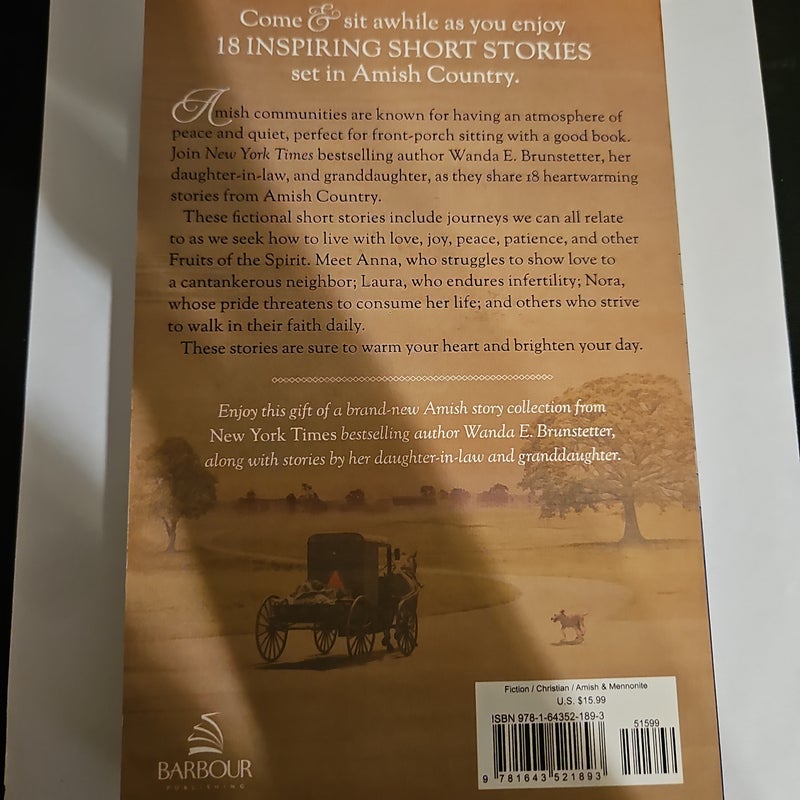 Come & sit awhile as you enjoy
18 INSPIRING SHORT STORIES
set in Amish Country.
Amish communities are known for having an atmosphere of
peace and quiet, perfect for front-porch sitting with a good book.
Join New York Times bestselling author Wanda E. Brunstetter, her
daughter-in-law, and granddaughter, as they share 18 heartwarming
stories from Amish Country.
These fictional short stories include journeys we can all relate
to as we seek how to live with love, joy, peace, patience, and other
Fruits of the Spirit. Meet Anna, who struggles to show love to
a cantankerous neighbor; Laura, who endures infertility; Nora,
whose pride threatens to consume her life; and others who strive
to walk in their faith daily.
These stories are sure to warm your heart and brighten your day.
Enjoy this gift of a brand-new Amish story collection from
New York Times bestselling author Wanda E. Brunstetter,
along with stories by her daughter-in-law and granddaughter.
Fiction / Christian / Amish & Mennonite
U.S. $15.99
ISBN 978-1-64352-189-3
51599
9 781643 521893
BARBOUR
PUBLISHING